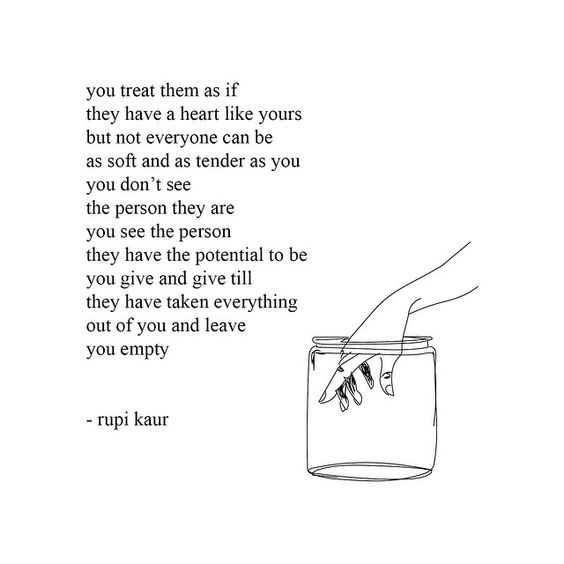 you treat them as if
they have a heart like yours
but not everyone can be
as soft and as tender as you
you don’t see
the person they are
you see the person
they have the potential to be
you give and give till
they have taken everything
out of you and leave
you empty
- rupi kaur